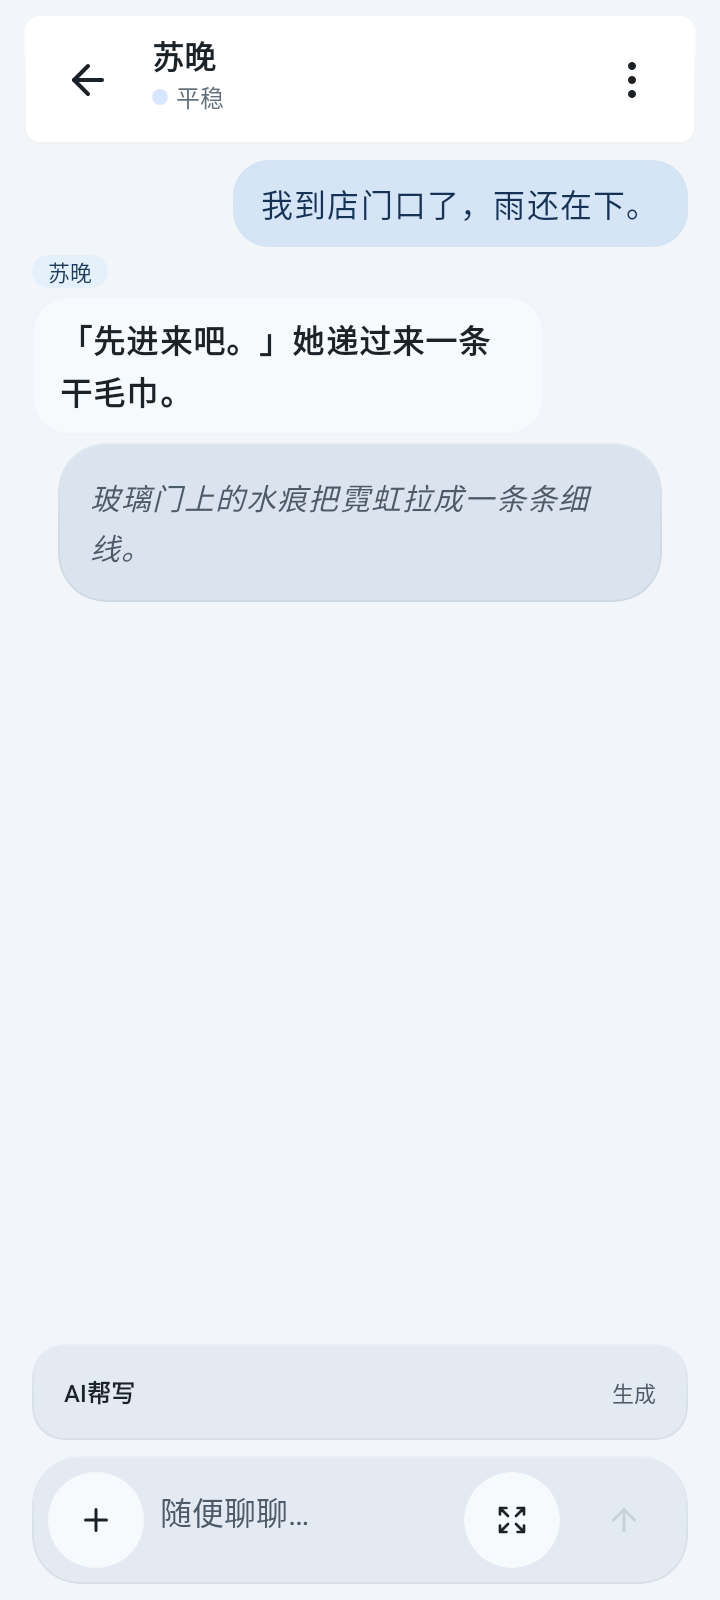 苏晚
平稳
我到店门口了，雨还在下。
苏晚
「先进来吧。」她递过来一条
干毛巾。
玻璃门上的水痕把霓虹拉成一条条细
线。
AI帮写
生成
随便聊聊...